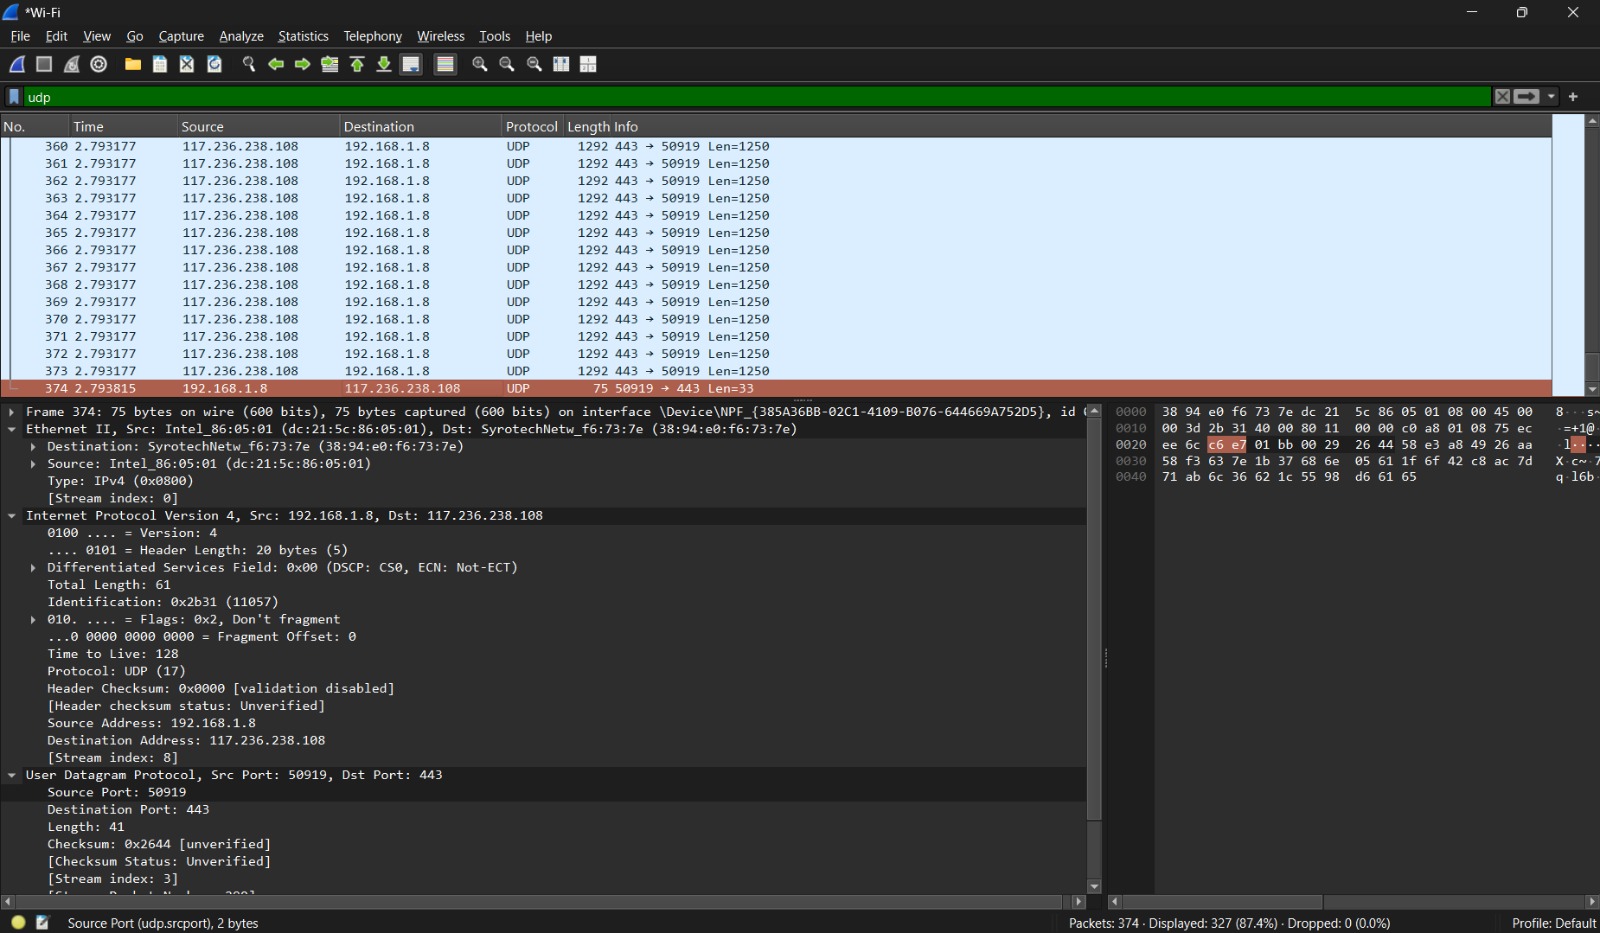 *Wi-Fi
File Edit View Go Capture Analyze Statistics Telephony Wireless Tools Help
udp
No. Time Source Destination Protocol Length Info
360 2.793177 117.236.238.108 192.168.1.8 UDP 1292 443 → 50919 Len=1250
361 2.793177 117.236.238.108 192.168.1.8 UDP 1292 443 → 50919 Len=1250
362 2.793177 117.236.238.108 192.168.1.8 UDP 1292 443 → 50919 Len=1250
363 2.793177 117.236.238.108 192.168.1.8 UDP 1292 443 → 50919 Len=1250
364 2.793177 117.236.238.108 192.168.1.8 UDP 1292 443 → 50919 Len=1250
365 2.793177 117.236.238.108 192.168.1.8 UDP 1292 443 → 50919 Len=1250
366 2.793177 117.236.238.108 192.168.1.8 UDP 1292 443 → 50919 Len=1250
367 2.793177 117.236.238.108 192.168.1.8 UDP 1292 443 → 50919 Len=1250
368 2.793177 117.236.238.108 192.168.1.8 UDP 1292 443 → 50919 Len=1250
369 2.793177 117.236.238.108 192.168.1.8 UDP 1292 443 → 50919 Len=1250
370 2.793177 117.236.238.108 192.168.1.8 UDP 1292 443 → 50919 Len=1250
371 2.793177 117.236.238.108 192.168.1.8 UDP 1292 443 → 50919 Len=1250
372 2.793177 117.236.238.108 192.168.1.8 UDP 1292 443 → 50919 Len=1250
373 2.793177 117.236.238.108 192.168.1.8 UDP 1292 443 → 50919 Len=1250
374 2.793815 192.168.1.8 117.236.238.108 UDP 75 50919 → 443 Len=33
Frame 374: 75 bytes on wire (600 bits), 75 bytes captured (600 bits) on interface \Device\NPF_{385A36BB-02C1-4109-B076-644669A752D5}, id
Ethernet II, Src: Intel_86:05:01 (dc:21:5c:86:05:01), Dst: SyrotechNetw_f6:73:7e (38:94:e0:f6:73:7e)
Destination: SyrotechNetw_f6:73:7e (38:94:e0:f6:73:7e)
Source: Intel_86:05:01 (dc:21:5c:86:05:01)
Type: IPv4 (0x0800)
[Stream index: 0]
Internet Protocol Version 4, Src: 192.168.1.8, Dst: 117.236.238.108
0100 .... = Version: 4
.... 0101 = Header Length: 20 bytes (5)
Differentiated Services Field: 0x00 (DSCP: CS0, ECN: Not-ECT)
Total Length: 61
Identification: 0x2b31 (11057)
010. .... = Flags: 0x2, Don't fragment
...0 0000 0000 0000 = Fragment Offset: 0
Time to Live: 128
Protocol: UDP (17)
Header Checksum: 0x0000 [validation disabled]
[Header checksum status: Unverified]
Source Address: 192.168.1.8
Destination Address: 117.236.238.108
[Stream index: 8]
User Datagram Protocol, Src Port: 50919, Dst Port: 443
Source Port: 50919
Destination Port: 443
Length: 41
Checksum: 0x2644 [unverified]
[Checksum Status: Unverified]
[Stream index: 3]
0000 38 94 e0 f6 73 7e dc 21 5c 86 05 01 08 00 45 00 8···s~
0010 00 3d 2b 31 40 00 80 11 00 00 c0 a8 01 08 75 ec ·=+1@·
0020 ee 6c c6 e7 01 bb 00 29 26 44 58 e3 a8 49 26 aa ·l····
0030 58 f3 63 7e 1b 37 68 6e 05 61 1f 6f 42 c8 ac 7d X·c~·7
0040 71 ab 6c 36 62 1c 55 98 d6 61 65 q·l6b·
Source Port (udp.srcport), 2 bytes
Packets: 374 · Displayed: 327 (87.4%) · Dropped: 0 (0.0%)
Profile: Default